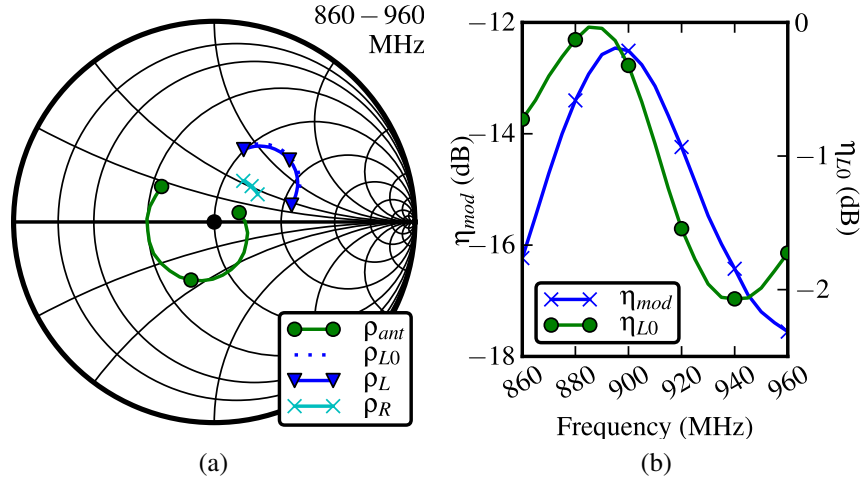 860 – 960
MHz
ρant
ρL0
ρL
ρR
(a)
−12
−14
−16
−18
ηmod (dB)
0
−1
−2
ηL0 (dB)
ηmod
ηL0
860
880
900
920
940
960
Frequency (MHz)
(b)